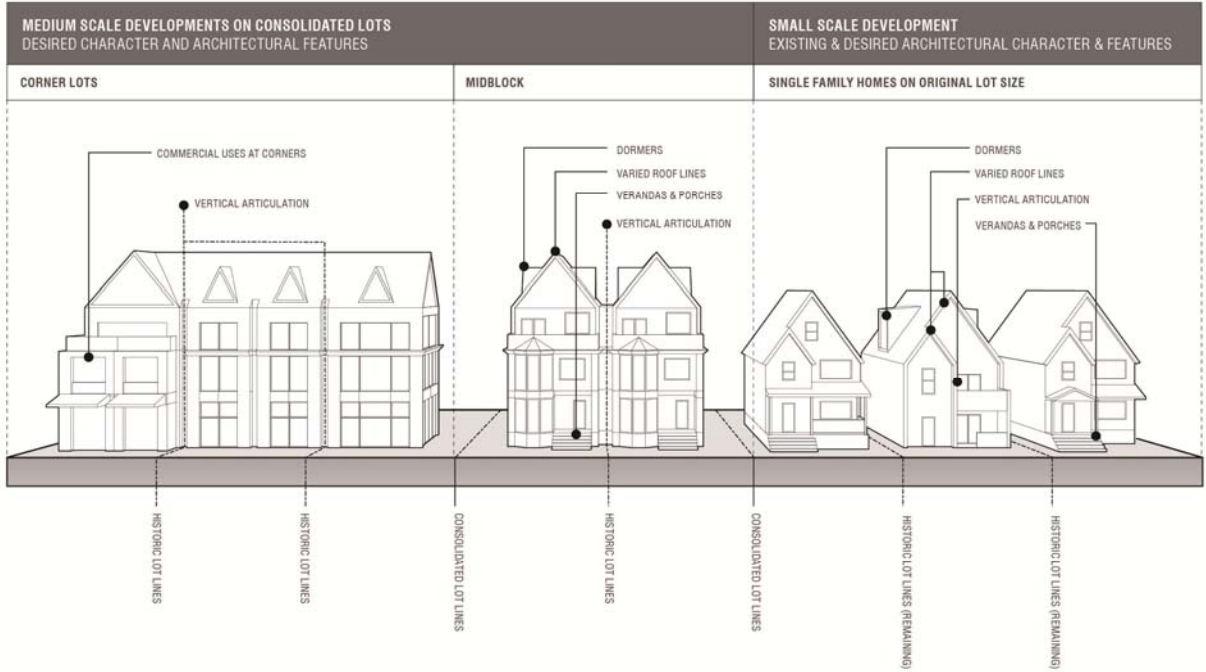 MEDIUM SCALE DEVELOPMENTS ON CONSOLIDATED LOTS
DESIRED CHARACTER AND ARCHITECTURAL FEATURES
SMALL SCALE DEVELOPMENT
EXISTING & DESIRED ARCHITECTURAL CHARACTER & FEATURES
CORNER LOTS
MIDBLOCK
SINGLE FAMILY HOMES ON ORIGINAL LOT SIZE
COMMERCIAL USES AT CORNERS
VERTICAL ARTICULATION
DORMERS
VARIED ROOF LINES
VERANDAS & PORCHES
VERTICAL ARTICULATION
DORMERS
VARIED ROOF LINES
VERTICAL ARTICULATION
VERANDAS & PORCHES
HISTORIC LOT LINES
HISTORIC LOT LINES
CONSOLIDATED LOT LINES
HISTORIC LOT LINES
CONSOLIDATED LOT LINES
HISTORIC LOT LINES (REMAINING)
HISTORIC LOT LINES (REMAINING)